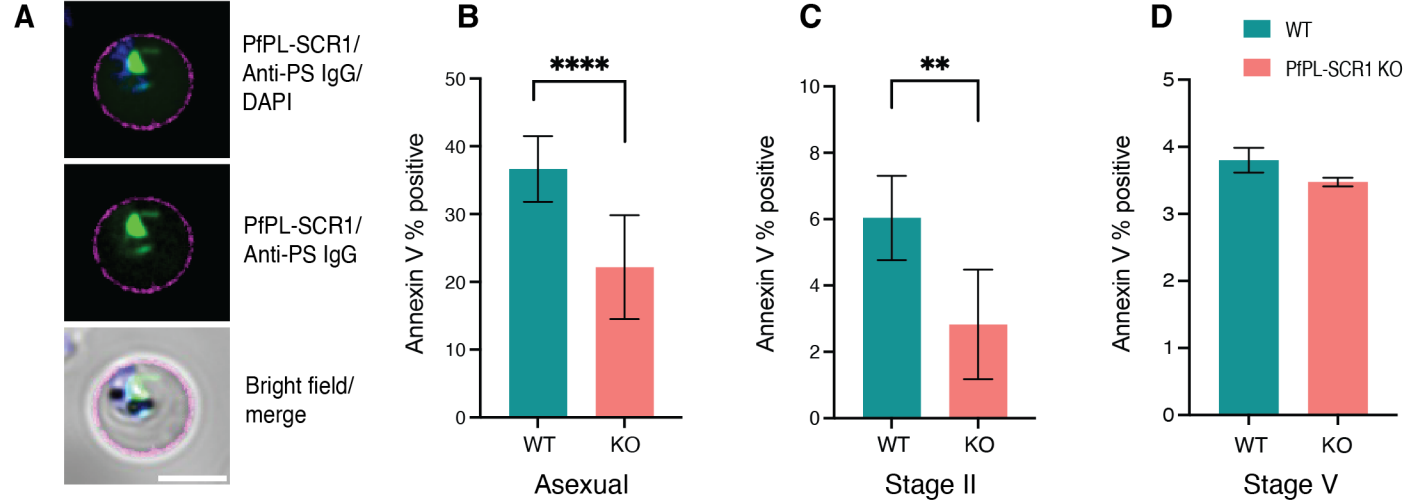 A
PfPL-SCR1/
Anti-PS IgG/
DAPI
PfPL-SCR1/
Anti-PS IgG
Bright field/
merge
B
****
50
40
30
20
10
0
Annexin V % positive
WT
KO
Asexual
C
**
10
8
6
4
2
0
Annexin V % positive
WT
KO
Stage II
D
WT
PfPL-SCR1 KO
5
4
3
2
1
0
Annexin V % positive
WT
KO
Stage V